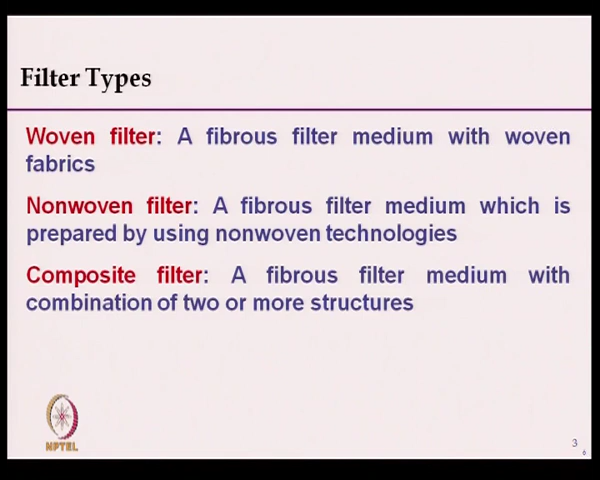 Filter Types
Woven filter: A fibrous filter medium with woven
fabrics
Nonwoven filter: A fibrous filter medium which is
prepared by using nonwoven technologies
Composite filter: A fibrous filter medium with
combination of two or more structures
NPTEL
3
6